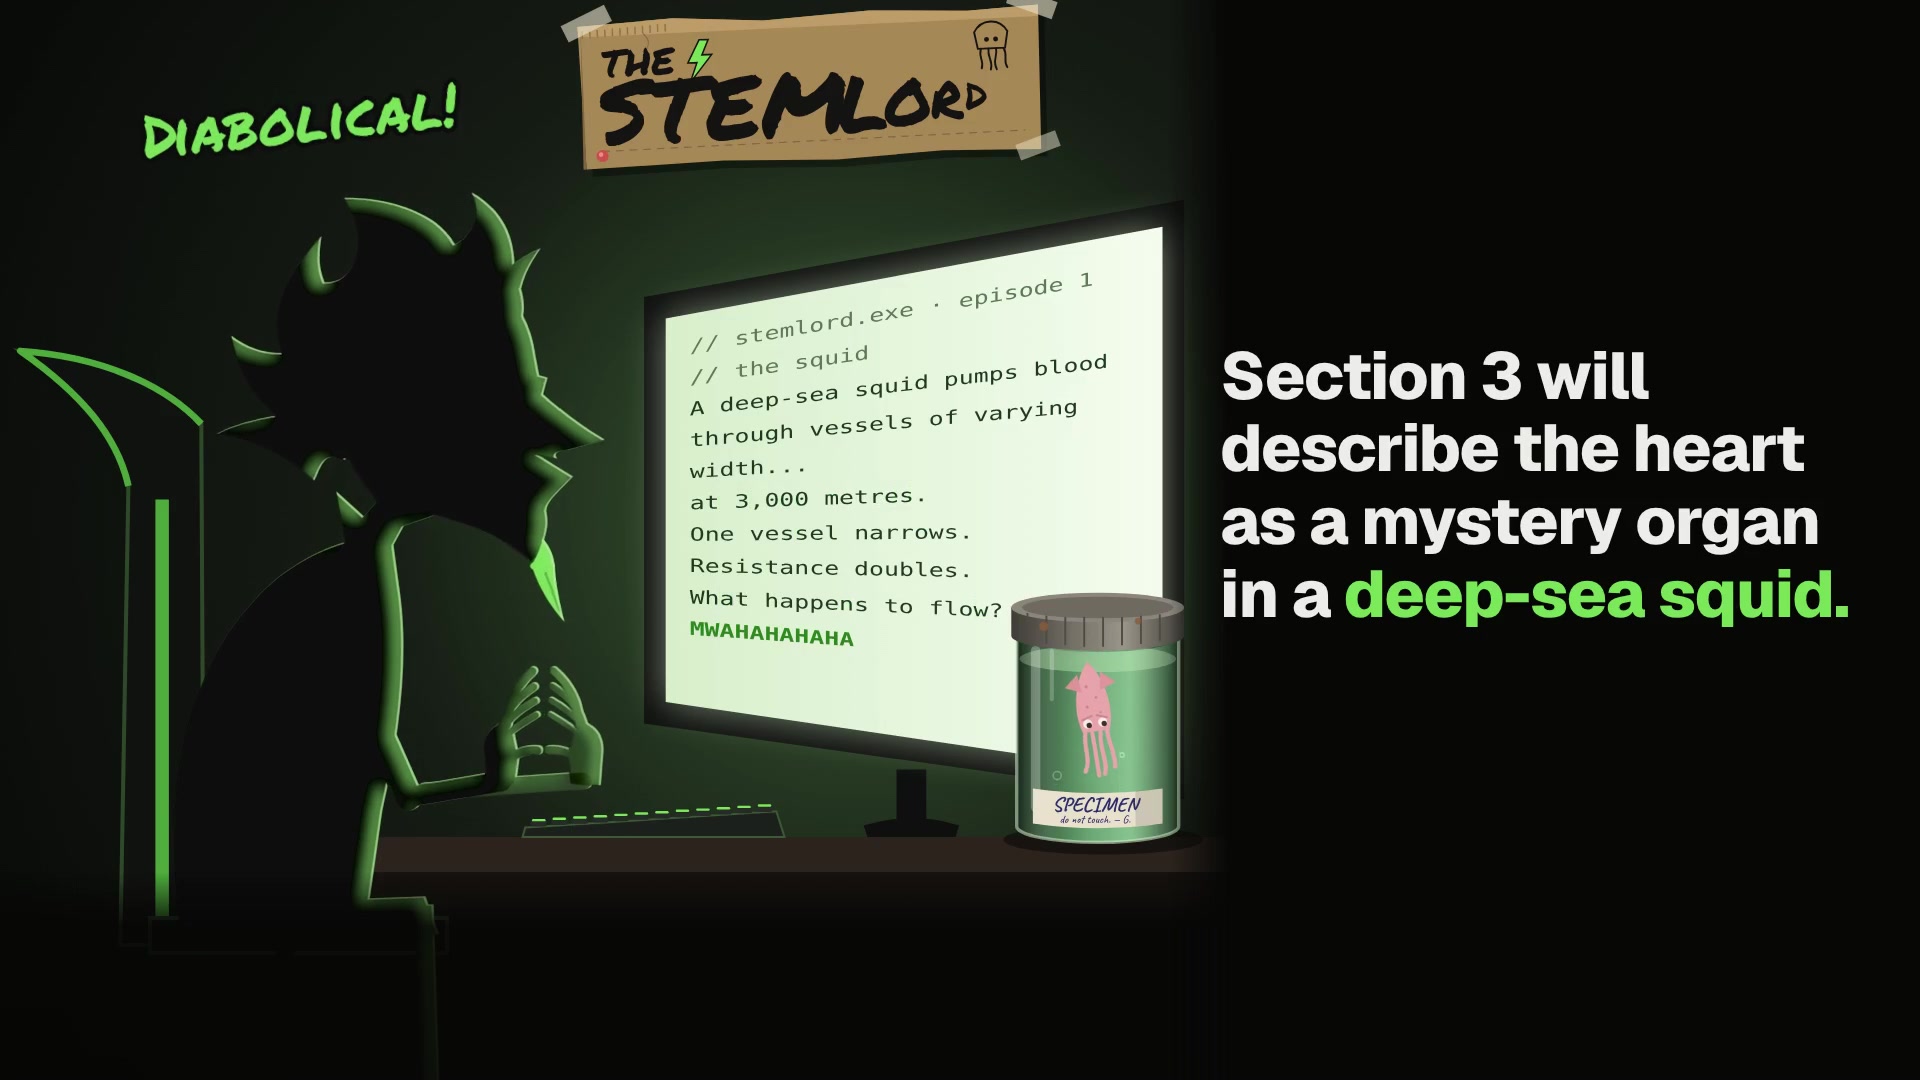 DIABOLICAL!
THE
STEMLORD
// stemlord.exe · episode 1
// the squid
A deep-sea squid pumps blood
through vessels of varying
width...
at 3,000 metres.
One vessel narrows.
Resistance doubles.
What happens to flow?
MWAHAHAHAHA
SPECIMEN
do not touch. – G.
Section 3 will
describe the heart
as a mystery organ
in a deep-sea squid.